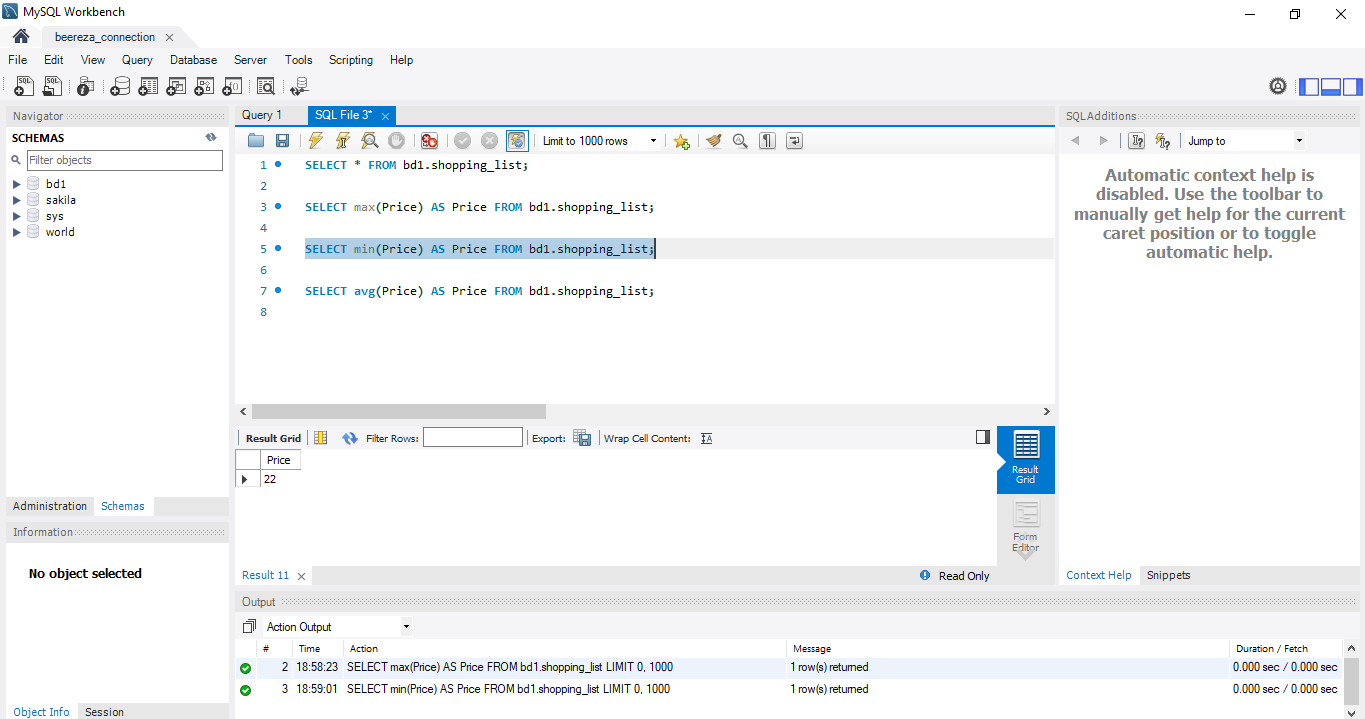 MySQL Workbench
beereza_connection
File Edit View Query Database Server Tools Scripting Help
Navigator
SCHEMAS
Filter objects
bd1
sakila
sys
world
Administration Schemas
Information
No object selected
Object Info Session
Query 1 SQL File 3*
Limit to 1000 rows
1 SELECT * FROM bd1.shopping_list;
2
3 SELECT max(Price) AS Price FROM bd1.shopping_list;
4
5 SELECT min(Price) AS Price FROM bd1.shopping_list;
6
7 SELECT avg(Price) AS Price FROM bd1.shopping_list;
8
Result Grid Filter Rows: Export: Wrap Cell Content:
Price
22
Result Grid
Form Editor
Result 11 Read Only
SQLAdditions
Jump to
Automatic context help is
disabled. Use the toolbar to
manually get help for the current
caret position or to toggle
automatic help.
Context Help Snippets
Output
Action Output
# Time Action Message Duration / Fetch
2 18:58:23 SELECT max(Price) AS Price FROM bd1.shopping_list LIMIT 0, 1000 1 row(s) returned 0.000 sec / 0.000 sec
3 18:59:01 SELECT min(Price) AS Price FROM bd1.shopping_list LIMIT 0, 1000 1 row(s) returned 0.000 sec / 0.000 sec